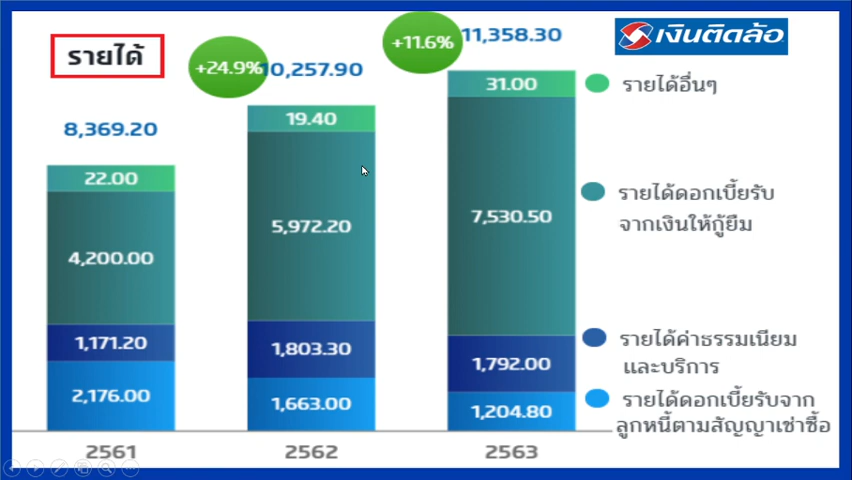 รายได้
+24.9%
10,257.90
+11.6%
11,358.30
เงินติดล้อ
8,369.20
22.00
4,200.00
1,171.20
2,176.00
19.40
5,972.20
1,803.30
1,663.00
31.00
7,530.50
1,792.00
1,204.80
รายได้อื่นๆ
รายได้ดอกเบี้ยรับ
จากเงินให้กู้ยืม
รายได้ค่าธรรมเนียม
และบริการ
รายได้ดอกเบี้ยรับจาก
ลูกหนี้ตามสัญญาเช่าซื้อ
2561
2562
2563